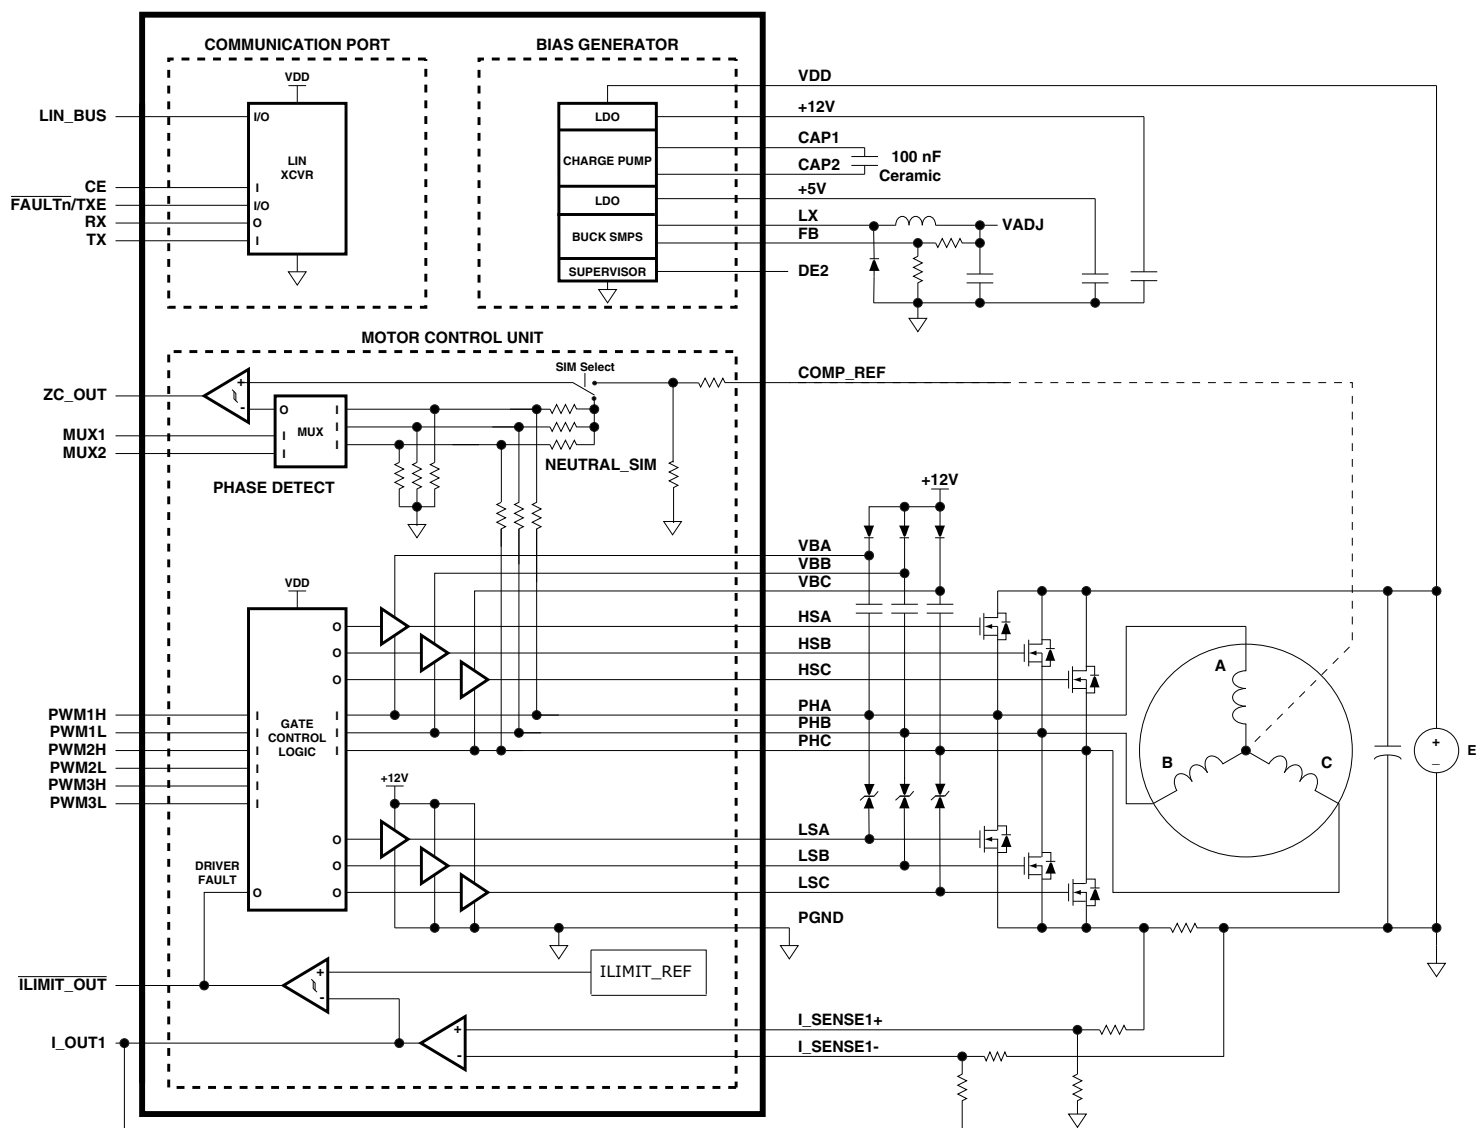 COMMUNICATION PORT
BIAS GENERATOR
VDD
LIN_BUS
I/O
LIN
XCVR
CE
I
FAULTn/TXE
I/O
RX
O
TX
I
LDO
CHARGE PUMP
LDO
BUCK SMPS
SUPERVISOR
VDD
+12V
CAP1
CAP2
100 nF
Ceramic
+5V
LX
VADJ
FB
DE2
MOTOR CONTROL UNIT
SIM Select
COMP_REF
ZC_OUT
+
-
O
I
MUX
I
I
MUX1
I
MUX2
I
NEUTRAL_SIM
PHASE DETECT
+12V
VBA
VBB
VBC
VDD
HSA
HSB
HSC
O
O
O
PHA
PHB
PHC
A
B
C
+
–
E
PWM1H
PWM1L
PWM2H
PWM2L
PWM3H
PWM3L
I
I
I
I
I
I
GATE
CONTROL
LOGIC
I
I
I
+12V
O
O
O
LSA
LSB
LSC
DRIVER
FAULT
O
PGND
ILIMIT_OUT
+
-
ILIMIT_REF
I_OUT1
+
-
I_SENSE1+
I_SENSE1-